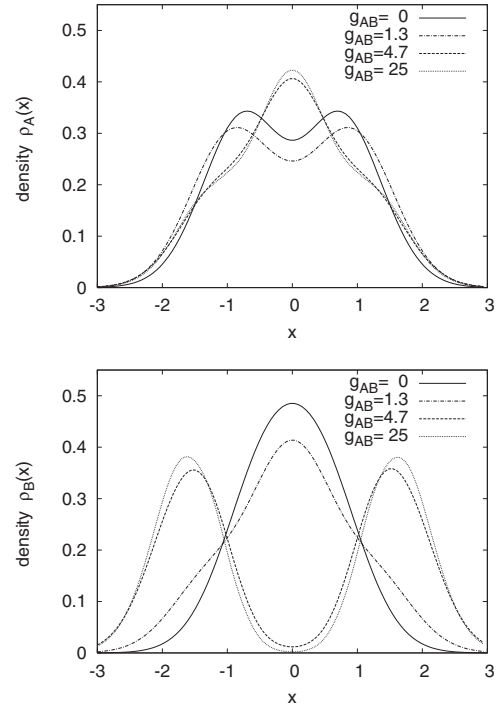 density ρA(x)
0.5
0.4
0.3
0.2
0.1
0
gAB= 0
gAB=1.3
gAB=4.7
gAB= 25
-3 -2 -1 0 1 2 3
x
density ρB(x)
0.5
0.4
0.3
0.2
0.1
0
gAB= 0
gAB=1.3
gAB=4.7
gAB= 25
-3 -2 -1 0 1 2 3
x